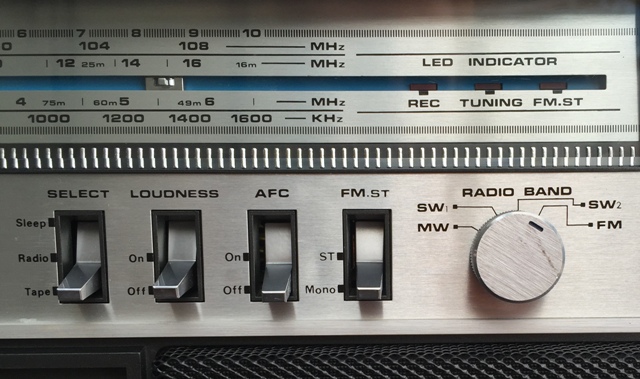 6 7 8 9 10
0 104 108 MHz
12 25m 14 16 16m MHz
LED INDICATOR
REC TUNING FM.ST
4 75m 60m 5 49m 6 MHz
1000 1200 1400 1600 KHz
SELECT LOUDNESS AFC FM.ST RADIO BAND
SW1 SW2
MW FM
Sleep
Radio On On ST
Tape Off Off Mono